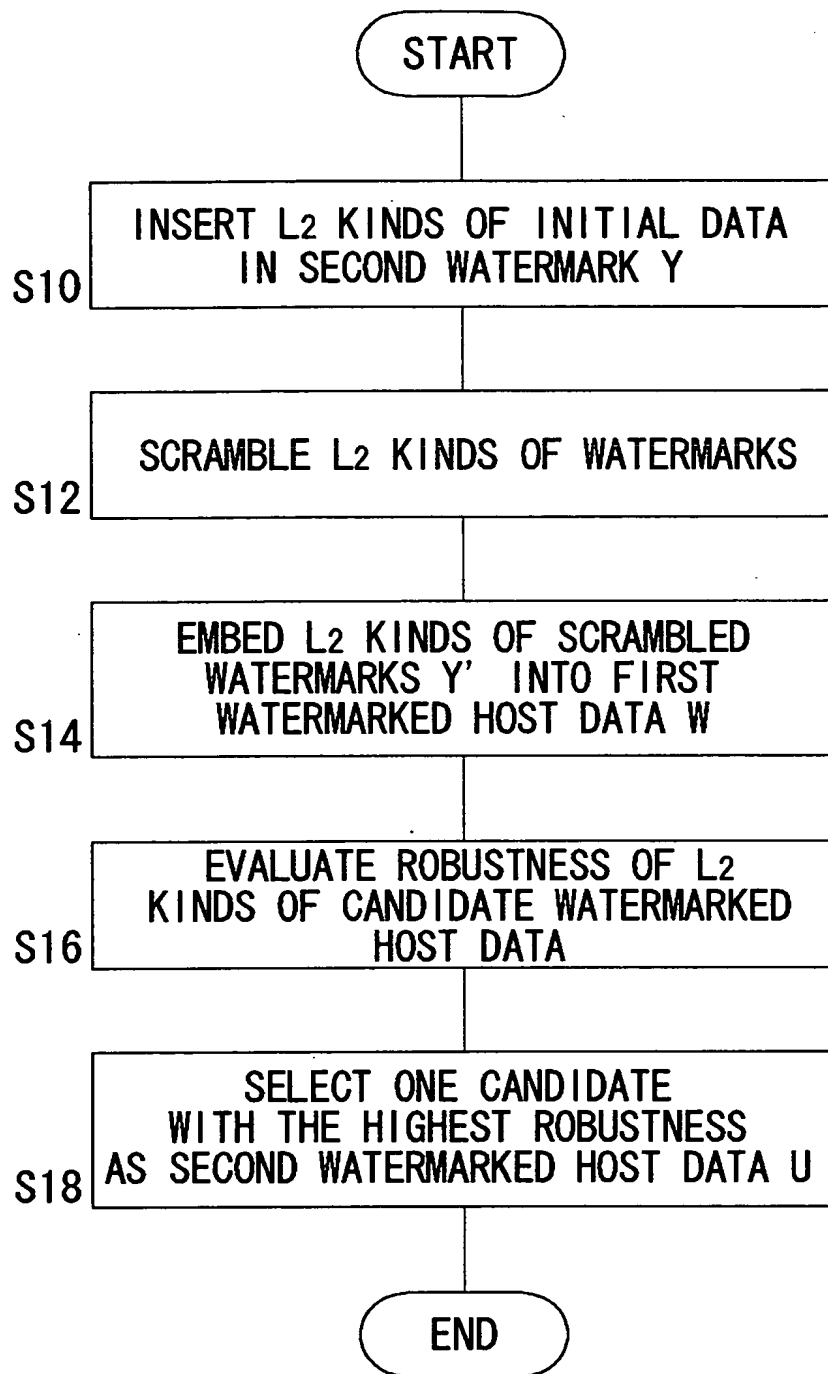 START
INSERT L2 KINDS OF INITIAL DATA
IN SECOND WATERMARK Y
S10
SCRAMBLE L2 KINDS OF WATERMARKS
S12
EMBED L2 KINDS OF SCRAMBLED
WATERMARKS Y' INTO FIRST
WATERMARKED HOST DATA W
S14
EVALUATE ROBUSTNESS OF L2
KINDS OF CANDIDATE WATERMARKED
HOST DATA
S16
SELECT ONE CANDIDATE
WITH THE HIGHEST ROBUSTNESS
AS SECOND WATERMARKED HOST DATA U
S18
END